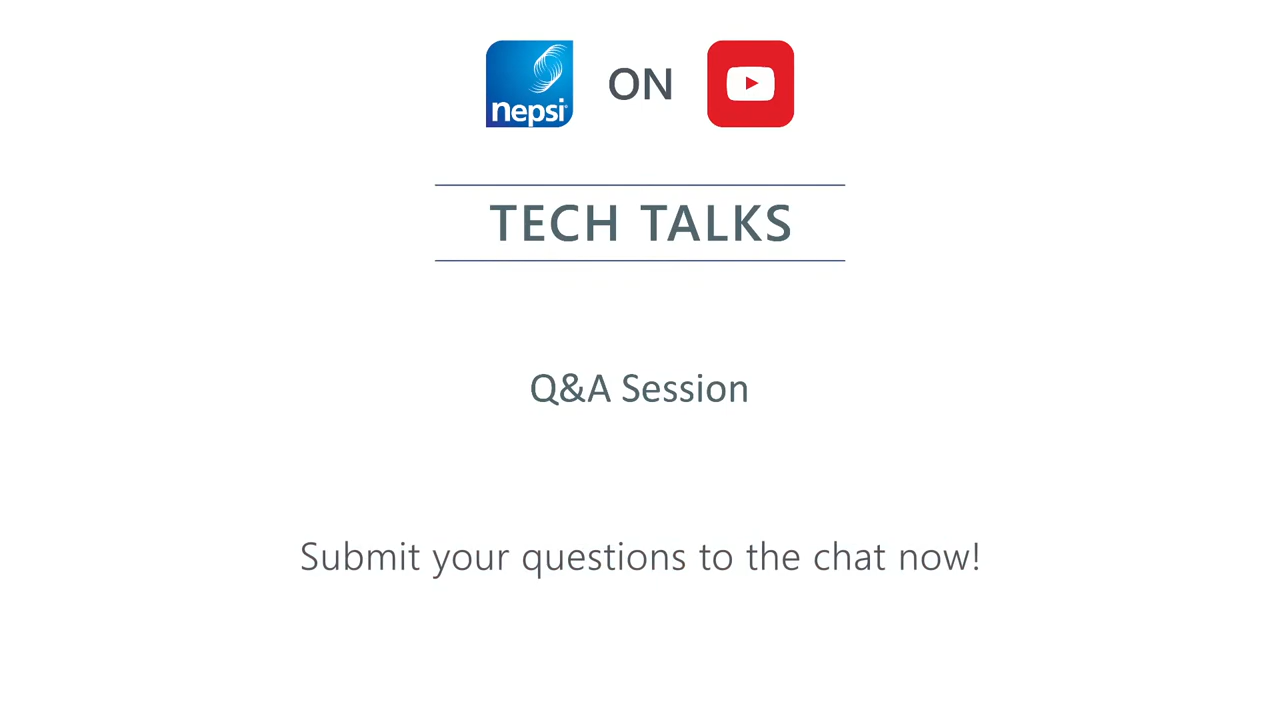 nepsi ON
TECH TALKS
Q&A Session
Submit your questions to the chat now!